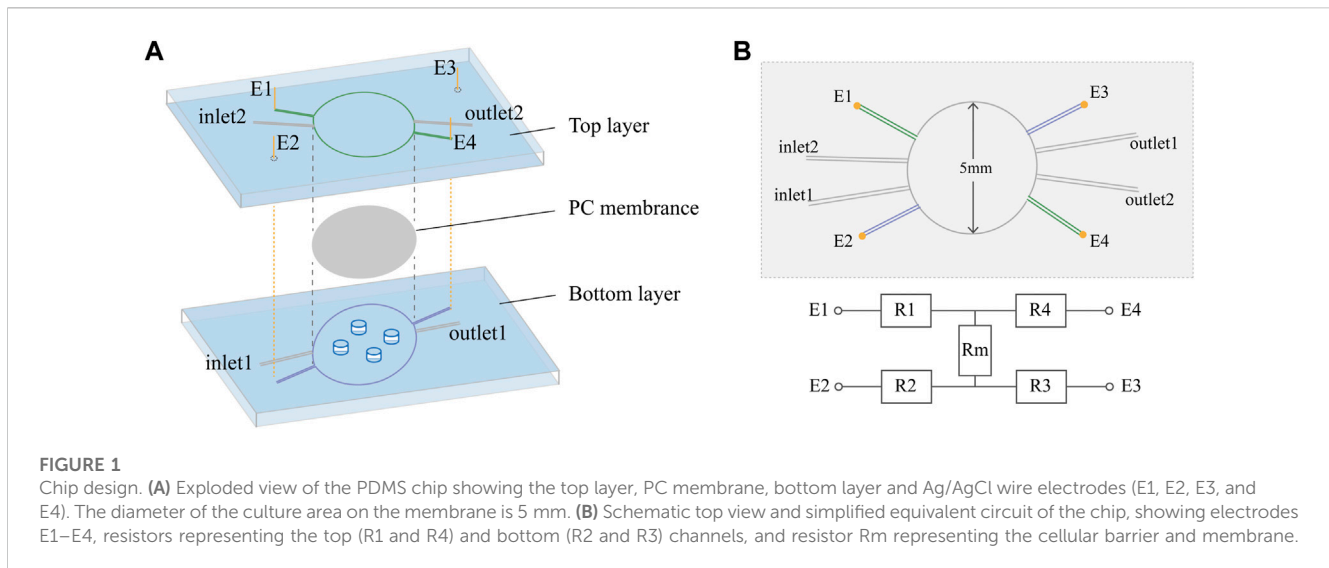 A
E3
E1
inlet2
outlet2
Top layer
E2
E4
PC membrance
Bottom layer
outlet1
inlet1
B
E1
E3
outlet1
inlet2
5mm
inlet1
outlet2
E2
E4
E1 R1 R4 E4
Rm
E2 R2 R3 E3
FIGURE 1
Chip design. (A) Exploded view of the PDMS chip showing the top layer, PC membrane, bottom layer and Ag/AgCl wire electrodes (E1, E2, E3, and
E4). The diameter of the culture area on the membrane is 5 mm. (B) Schematic top view and simplified equivalent circuit of the chip, showing electrodes
E1–E4, resistors representing the top (R1 and R4) and bottom (R2 and R3) channels, and resistor Rm representing the cellular barrier and membrane.